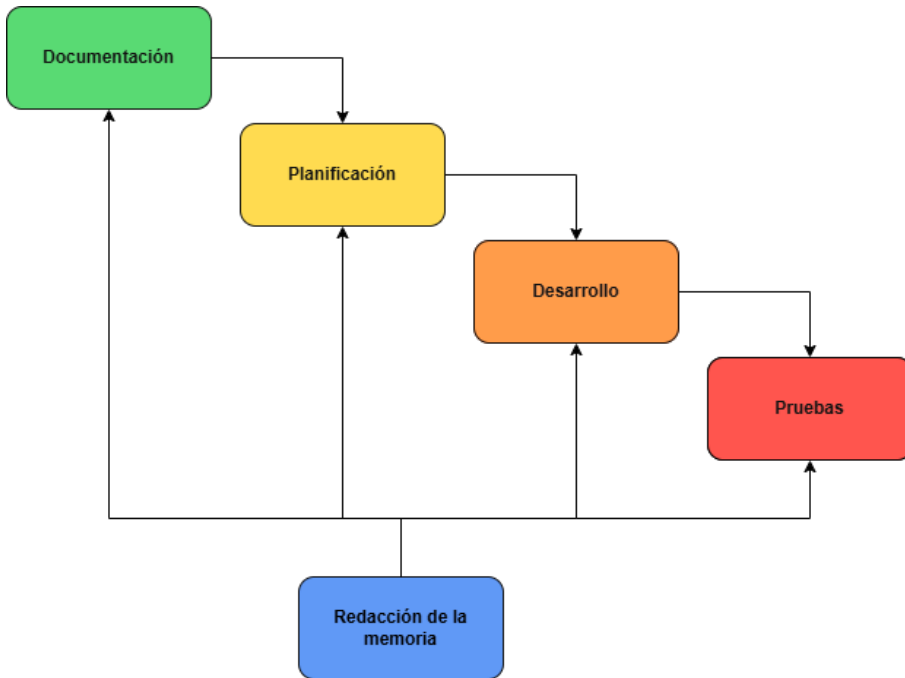 Documentación
Planificación
Desarrollo
Pruebas
Redacción de la
memoria